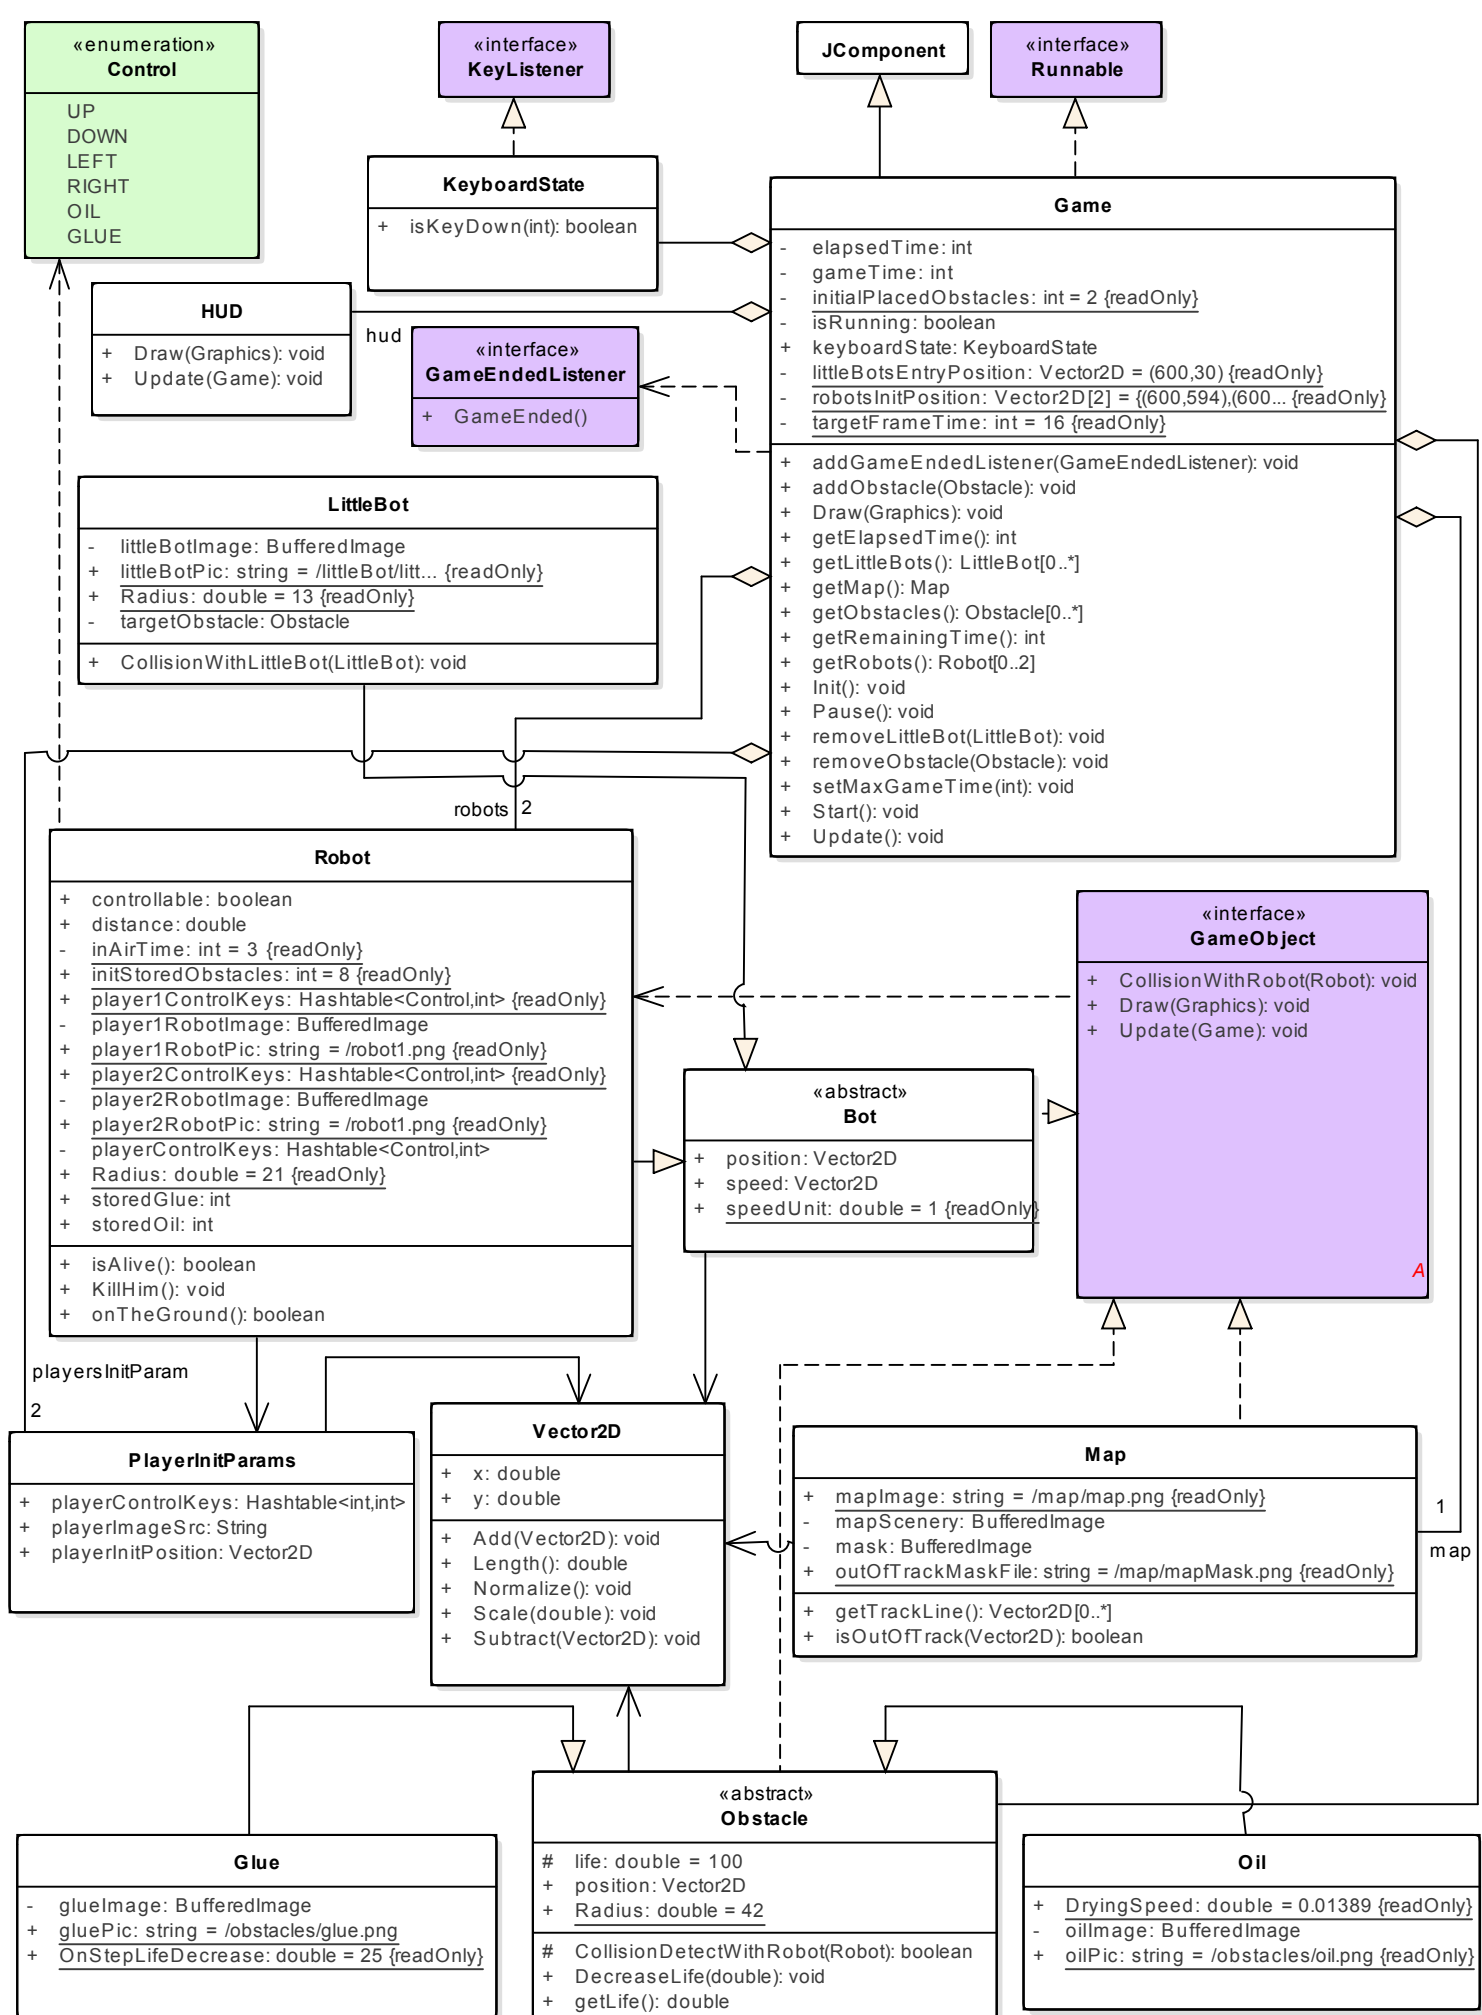 «enumeration»
Control
UP
DOWN
LEFT
RIGHT
OIL
GLUE
«interface»
KeyListener
JComponent
«interface»
Runnable
KeyboardState
+ isKeyDown(int): boolean
HUD
+ Draw(Graphics): void
+ Update(Game): void
hud
«interface»
GameEndedListener
+ GameEnded()
Game
- elapsedTime: int
- gameTime: int
- initialPlacedObstacles: int = 2 {readOnly}
- isRunning: boolean
+ keyboardState: KeyboardState
- littleBotsEntryPosition: Vector2D = (600,30) {readOnly}
- robotsInitPosition: Vector2D[2] = {(600,594),(600... {readOnly}
- targetFrameTime: int = 16 {readOnly}
+ addGameEndedListener(GameEndedListener): void
+ addObstacle(Obstacle): void
+ Draw(Graphics): void
+ getElapsedTime(): int
+ getLittleBots(): LittleBot[0..*]
+ getMap(): Map
+ getObstacles(): Obstacle[0..*]
+ getRemainingTime(): int
+ getRobots(): Robot[0..2]
+ Init(): void
+ Pause(): void
+ removeLittleBot(LittleBot): void
+ removeObstacle(Obstacle): void
+ setMaxGameTime(int): void
+ Start(): void
+ Update(): void
LittleBot
- littleBotImage: BufferedImage
+ littleBotPic: string = /littleBot/litt... {readOnly}
+ Radius: double = 13 {readOnly}
- targetObstacle: Obstacle
+ CollisionWithLittleBot(LittleBot): void
robots 2
Robot
+ controllable: boolean
+ distance: double
- inAirTime: int = 3 {readOnly}
+ initStoredObstacles: int = 8 {readOnly}
+ player1ControlKeys: Hashtable<Control,int> {readOnly}
- player1RobotImage: BufferedImage
+ player1RobotPic: string = /robot1.png {readOnly}
+ player2ControlKeys: Hashtable<Control,int> {readOnly}
- player2RobotImage: BufferedImage
+ player2RobotPic: string = /robot1.png {readOnly}
- playerControlKeys: Hashtable<Control,int>
+ Radius: double = 21 {readOnly}
+ storedGlue: int
+ storedOil: int
+ isAlive(): boolean
+ KillHim(): void
+ onTheGround(): boolean
«interface»
GameObject
+ CollisionWithRobot(Robot): void
+ Draw(Graphics): void
+ Update(Game): void
A
«abstract»
Bot
+ position: Vector2D
+ speed: Vector2D
+ speedUnit: double = 1 {readOnly}
playersInitParam
2
PlayerInitParams
+ playerControlKeys: Hashtable<int,int>
+ playerImageSrc: String
+ playerInitPosition: Vector2D
Vector2D
+ x: double
+ y: double
+ Add(Vector2D): void
+ Length(): double
+ Normalize(): void
+ Scale(double): void
+ Subtract(Vector2D): void
Map
+ mapImage: string = /map/map.png {readOnly}
- mapScenery: BufferedImage
- mask: BufferedImage
+ outOfTrackMaskFile: string = /map/mapMask.png {readOnly}
+ getTrackLine(): Vector2D[0..*]
+ isOutOfTrack(Vector2D): boolean
1
map
Glue
- glueImage: BufferedImage
+ gluePic: string = /obstacles/glue.png
+ OnStepLifeDecrease: double = 25 {readOnly}
«abstract»
Obstacle
# life: double = 100
+ position: Vector2D
+ Radius: double = 42
# CollisionDetectWithRobot(Robot): boolean
+ DecreaseLife(double): void
+ getLife(): double
Oil
+ DryingSpeed: double = 0.01389 {readOnly}
- oilImage: BufferedImage
+ oilPic: string = /obstacles/oil.png {readOnly}